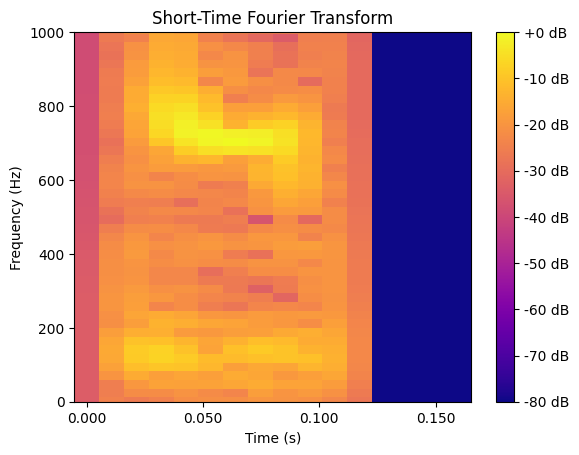 Short-Time Fourier Transform
1000
800
600
400
200
0
Frequency (Hz)
0.000
0.050
0.100
0.150
Time (s)
+0 dB
-10 dB
-20 dB
-30 dB
-40 dB
-50 dB
-60 dB
-70 dB
-80 dB